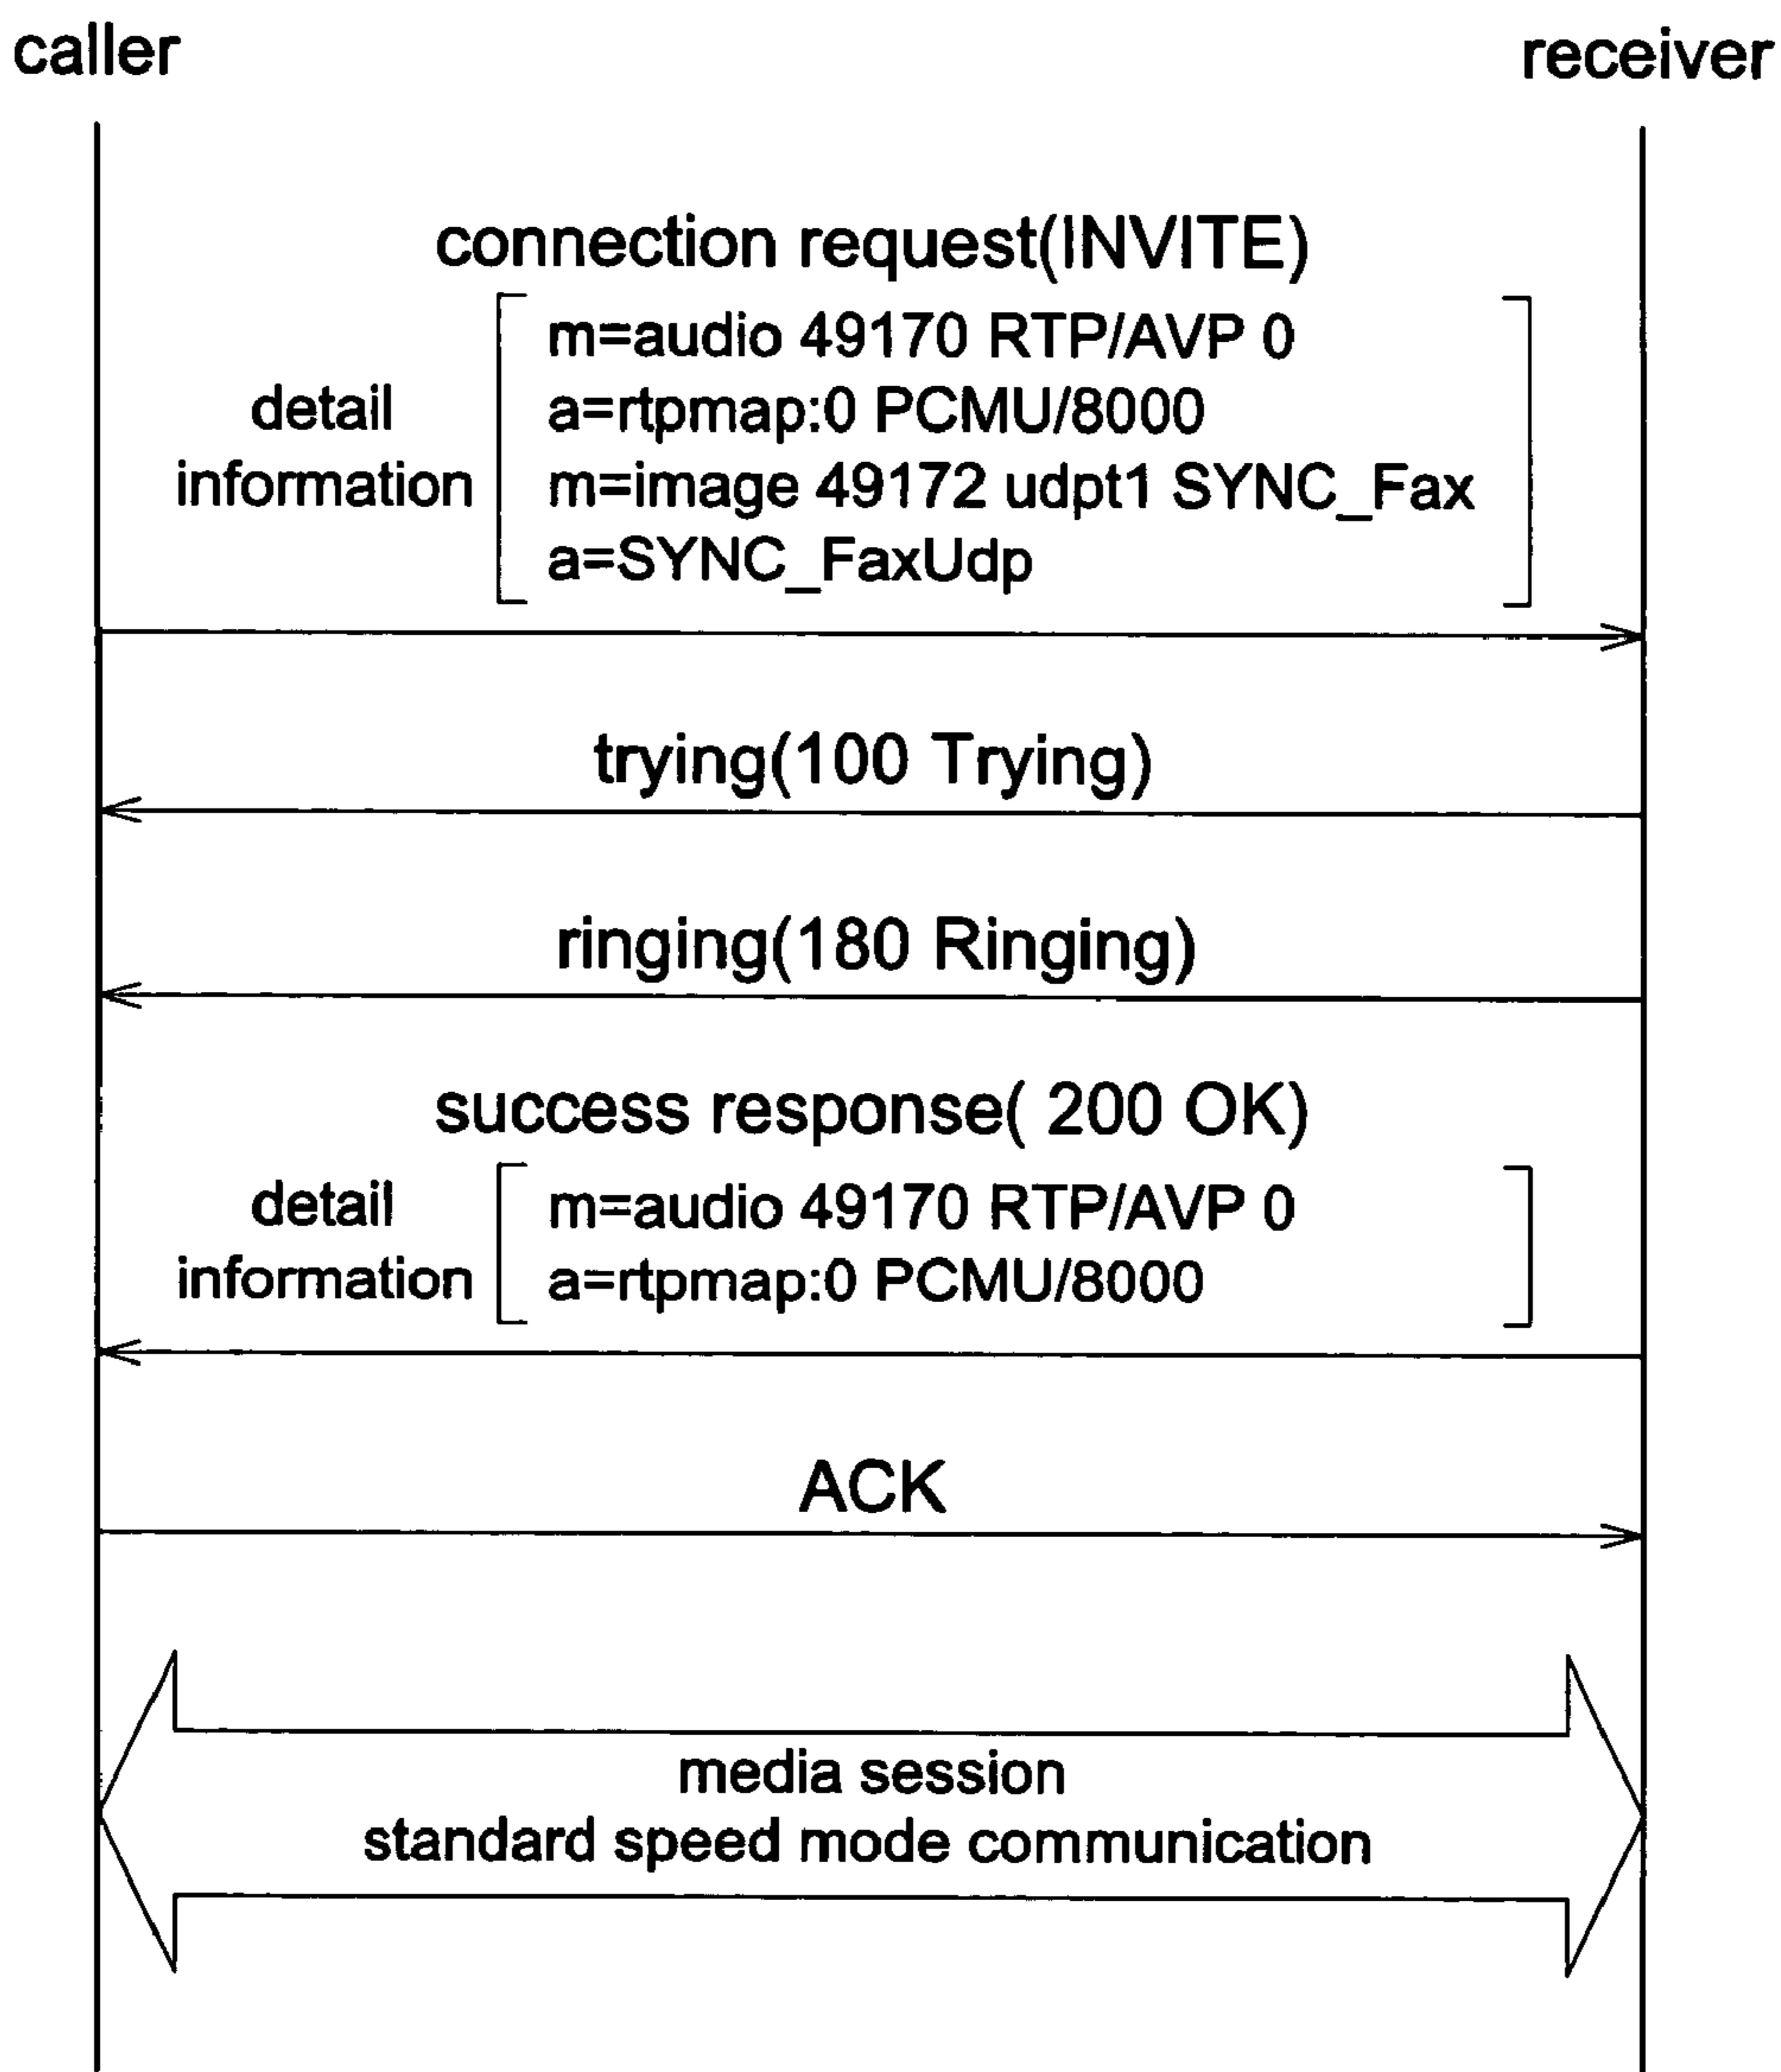 caller
receiver
connection request(INVITE)
detail
information
m=audio 49170 RTP/AVP 0
a=rtpmap:0 PCMU/8000
m=image 49172 udpt1 SYNC_Fax
a=SYNC_FaxUdp
trying(100 Trying)
ringing(180 Ringing)
success response( 200 OK)
detail
information
m=audio 49170 RTP/AVP 0
a=rtpmap:0 PCMU/8000
ACK
media session
standard speed mode communication